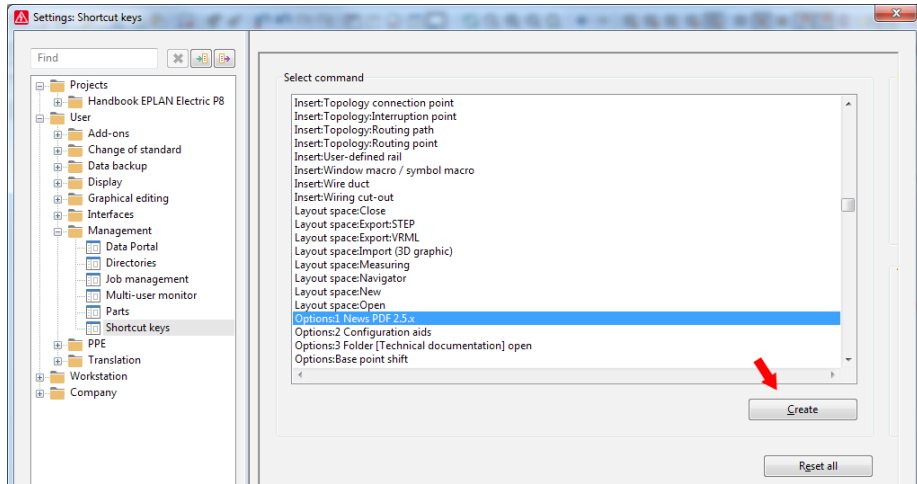 Settings: Shortcut keys
Find
Projects
Handbook EPLAN Electric P8
User
Add-ons
Change of standard
Data backup
Display
Graphical editing
Interfaces
Management
Data Portal
Directories
Job management
Multi-user monitor
Parts
Shortcut keys
PPE
Translation
Workstation
Company
Select command
Insert:Topology connection point
Insert:Topology:Interruption point
Insert:Topology:Routing path
Insert:Topology:Routing point
Insert:User-defined rail
Insert:Window macro / symbol macro
Insert:Wire duct
Insert:Wiring cut-out
Layout space:Close
Layout space:Export:STEP
Layout space:Export:VRML
Layout space:Import (3D graphic)
Layout space:Measuring
Layout space:Navigator
Layout space:New
Layout space:Open
Options:1 News PDF 2.5.x
Options:2 Configuration aids
Options:3 Folder [Technical documentation] open
Options:Base point shift
Create
Reset all